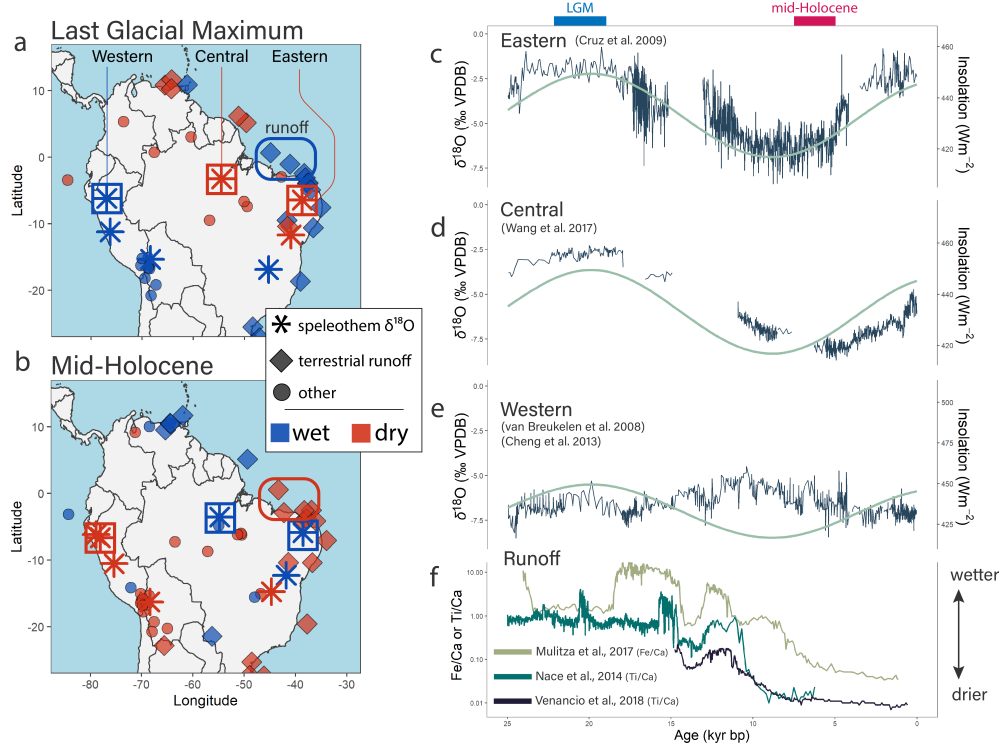 a
Last Glacial Maximum
Western
Central
Eastern
runoff
Latitude
10
0
-10
-20
speleothem δ¹⁸O
terrestrial runoff
other
wet
dry
b
Mid-Holocene
Latitude
10
0
-10
-20
-80
-70
-60
-50
-40
-30
Longitude
LGM
mid-Holocene
c
Eastern (Cruz et al. 2009)
δ¹⁸O (‰ VPDB)
0.0
-2.5
-5.0
-7.5
460
440
420
Insolation (Wm⁻²)
d
Central
(Wang et al. 2017)
δ¹⁸O (‰ VPDB)
0.0
-2.5
-5.0
-7.5
460
440
420
Insolation (Wm⁻²)
e
Western
(van Breukelen et al. 2008)
(Cheng et al. 2013)
δ¹⁸O (‰ VPDB)
0.0
-2.5
-5.0
-7.5
500
475
450
425
Insolation (Wm⁻²)
f
Runoff
Fe/Ca or Ti/Ca
10.00
1.00
0.10
0.01
Mulitza et al., 2017 (Fe/Ca)
Nace et al., 2014 (Ti/Ca)
Venancio et al., 2018 (Ti/Ca)
wetter
drier
25
20
15
10
5
0
Age (kyr bp)